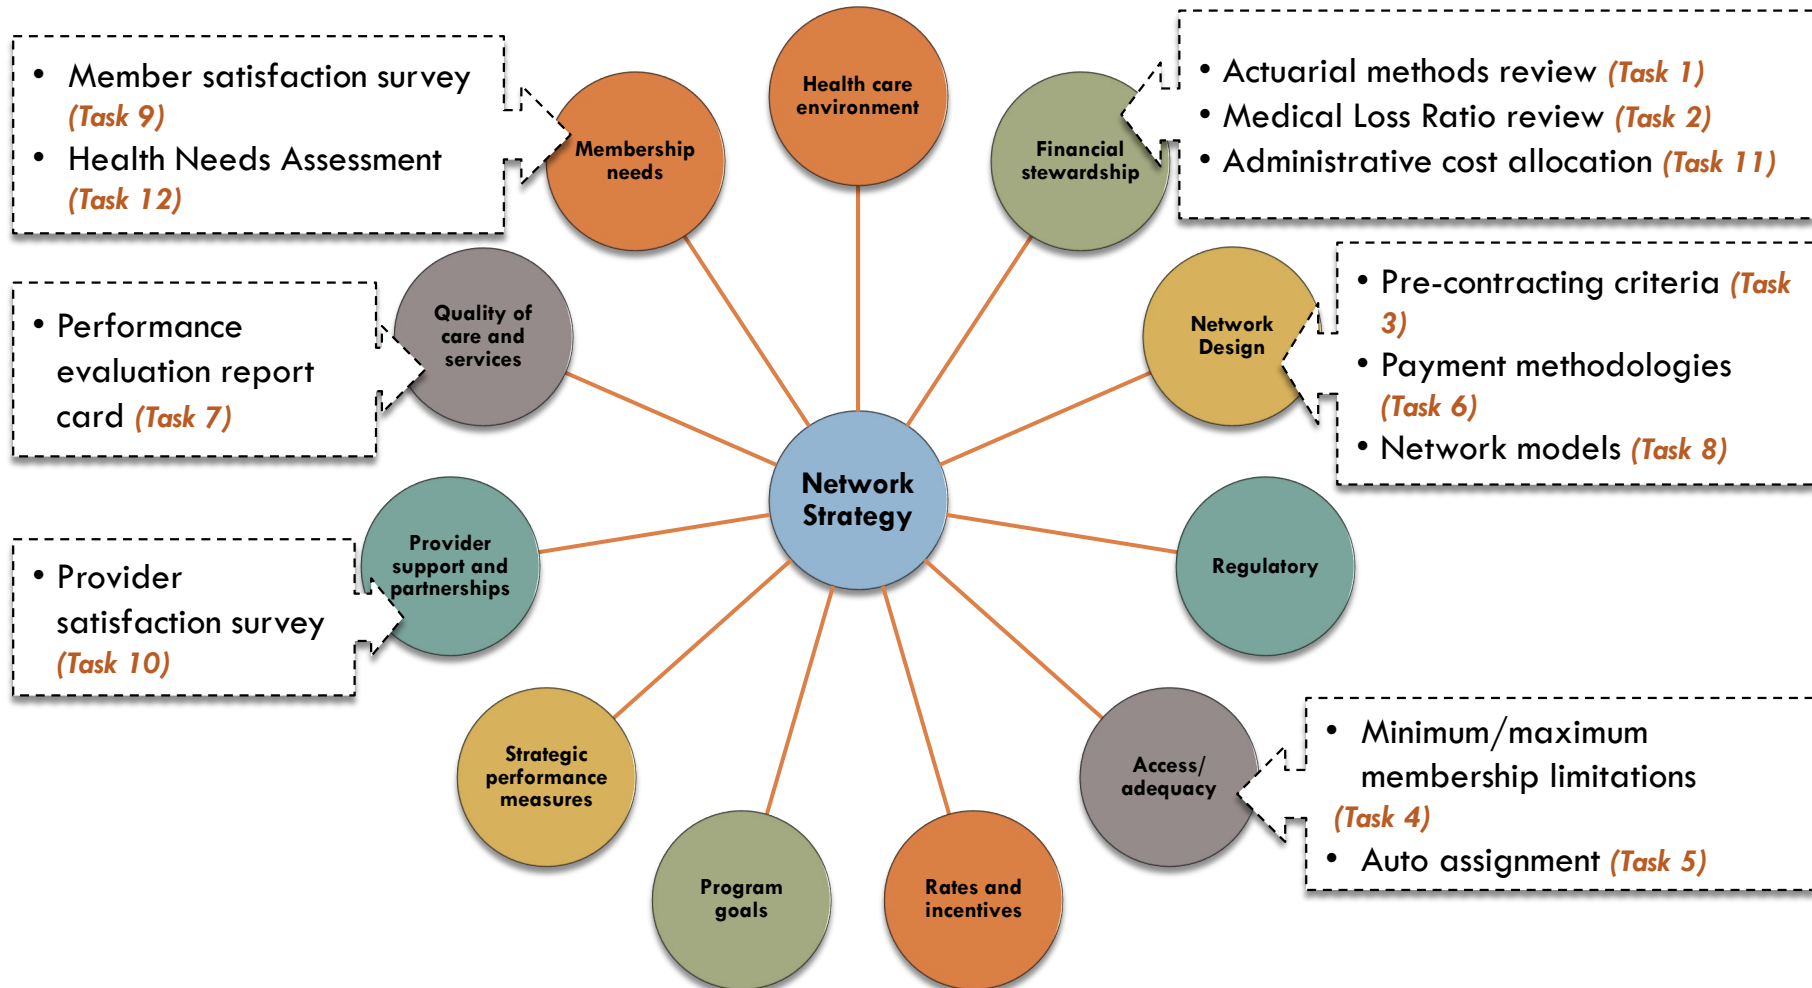 • Member satisfaction survey
(Task 9)
• Health Needs Assessment
(Task 12)
Membership
needs
Health care
environment
Financial
stewardship
• Actuarial methods review (Task 1)
• Medical Loss Ratio review (Task 2)
• Administrative cost allocation (Task 11)
• Performance
evaluation report
card (Task 7)
Quality of
care and
services
Network
Design
• Pre-contracting criteria (Task
3)
• Payment methodologies
(Task 6)
• Network models (Task 8)
Network
Strategy
• Provider
satisfaction survey
(Task 10)
Provider
support and
partnerships
Regulatory
Strategic
performance
measures
Access/
adequacy
• Minimum/maximum
membership limitations
(Task 4)
• Auto assignment (Task 5)
Program
goals
Rates and
incentives